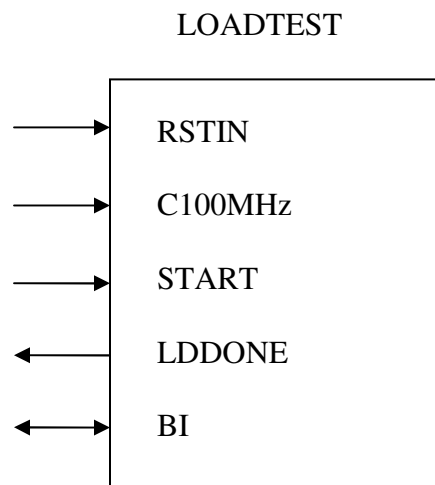 LOADTEST
RSTIN
C100MHz
START
LDDONE
BI